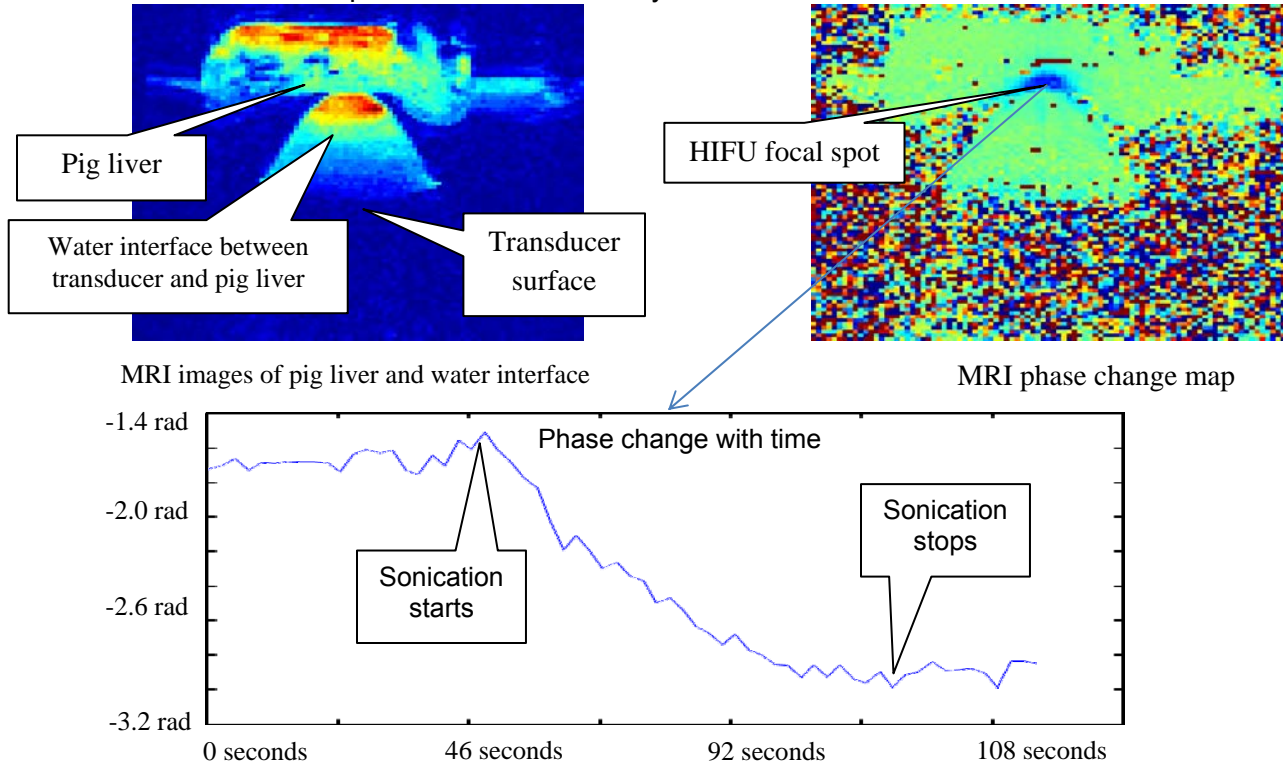 Pig liver
Water interface between
transducer and pig liver
Transducer
surface
HIFU focal spot
MRI images of pig liver and water interface
MRI phase change map
-1.4 rad
Phase change with time
-2.0 rad
Sonication
stops
Sonication
starts
-2.6 rad
-3.2 rad
0 seconds
46 seconds
92 seconds
108 seconds